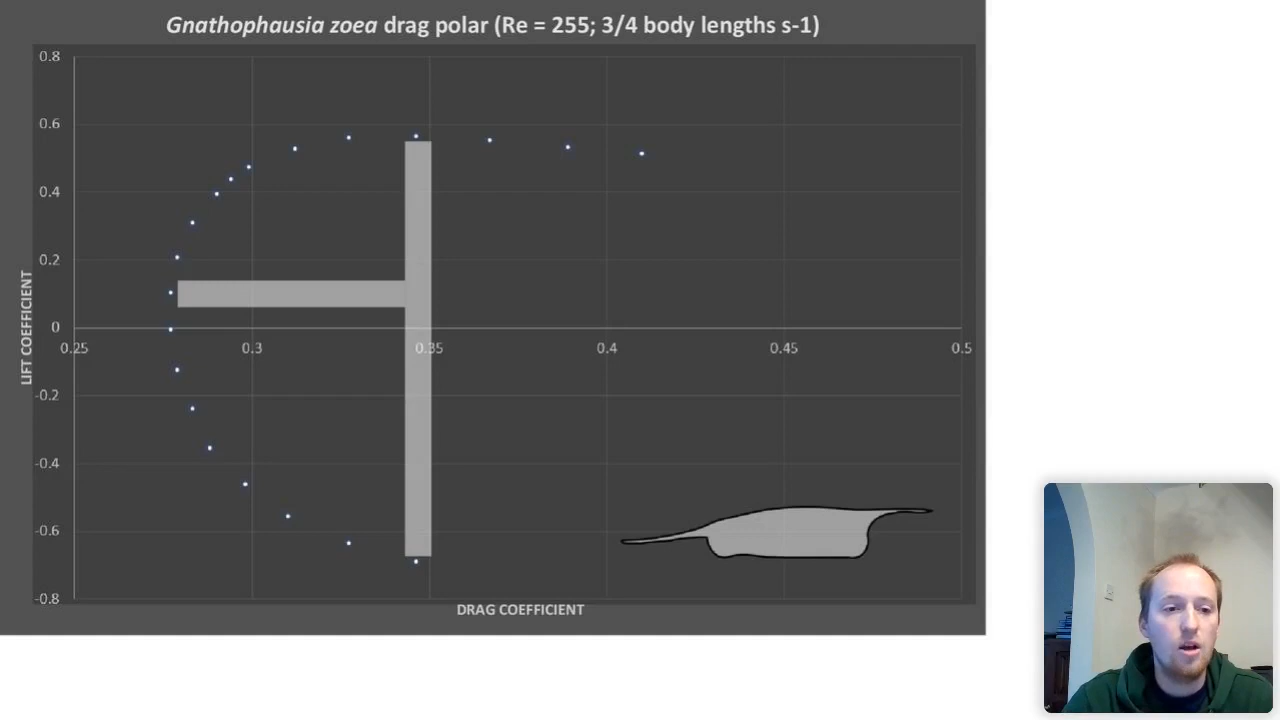 Gnathophausia zoea drag polar (Re = 255; 3/4 body lengths s-1)
0.8
0.6
0.4
0.2
0
0.25 0.3 0.35 0.4 0.45 0.5
-0.2
-0.4
-0.6
-0.8
LIFT COEFFICIENT
DRAG COEFFICIENT